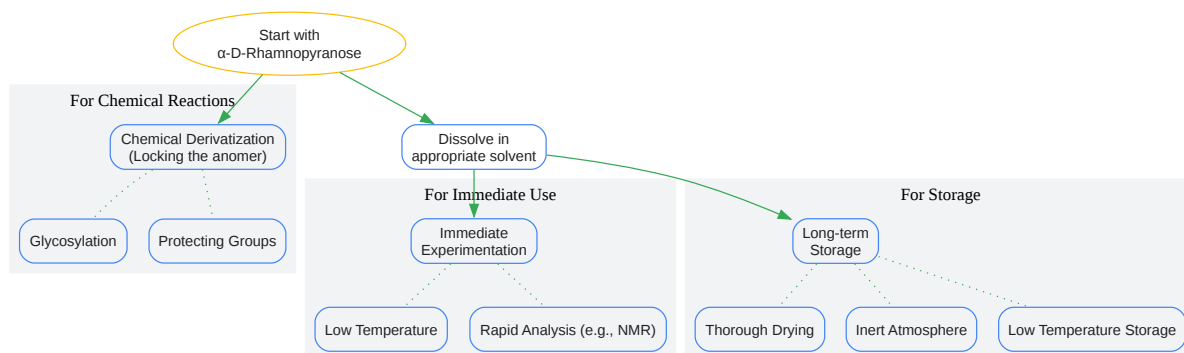 Start with
α-D-Rhamnopyranose
For Chemical Reactions
Chemical Derivatization
(Locking the anomer)
Dissolve in
appropriate solvent
For Immediate Use
For Storage
Glycosylation
Protecting Groups
Immediate
Experimentation
Long-term
Storage
Low Temperature
Rapid Analysis (e.g., NMR)
Thorough Drying
Inert Atmosphere
Low Temperature Storage